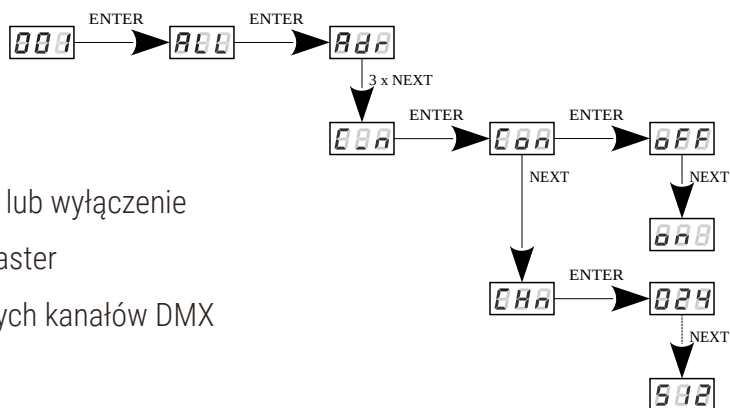 ENTER ENTER
001 ALL Adr
3 x NEXT
ENTER ENTER
C_n Con oFF
NEXT NEXT
lub wyłączenie
on
aster
ENTER
CHn 024
ych kanałów DMX
NEXT
512